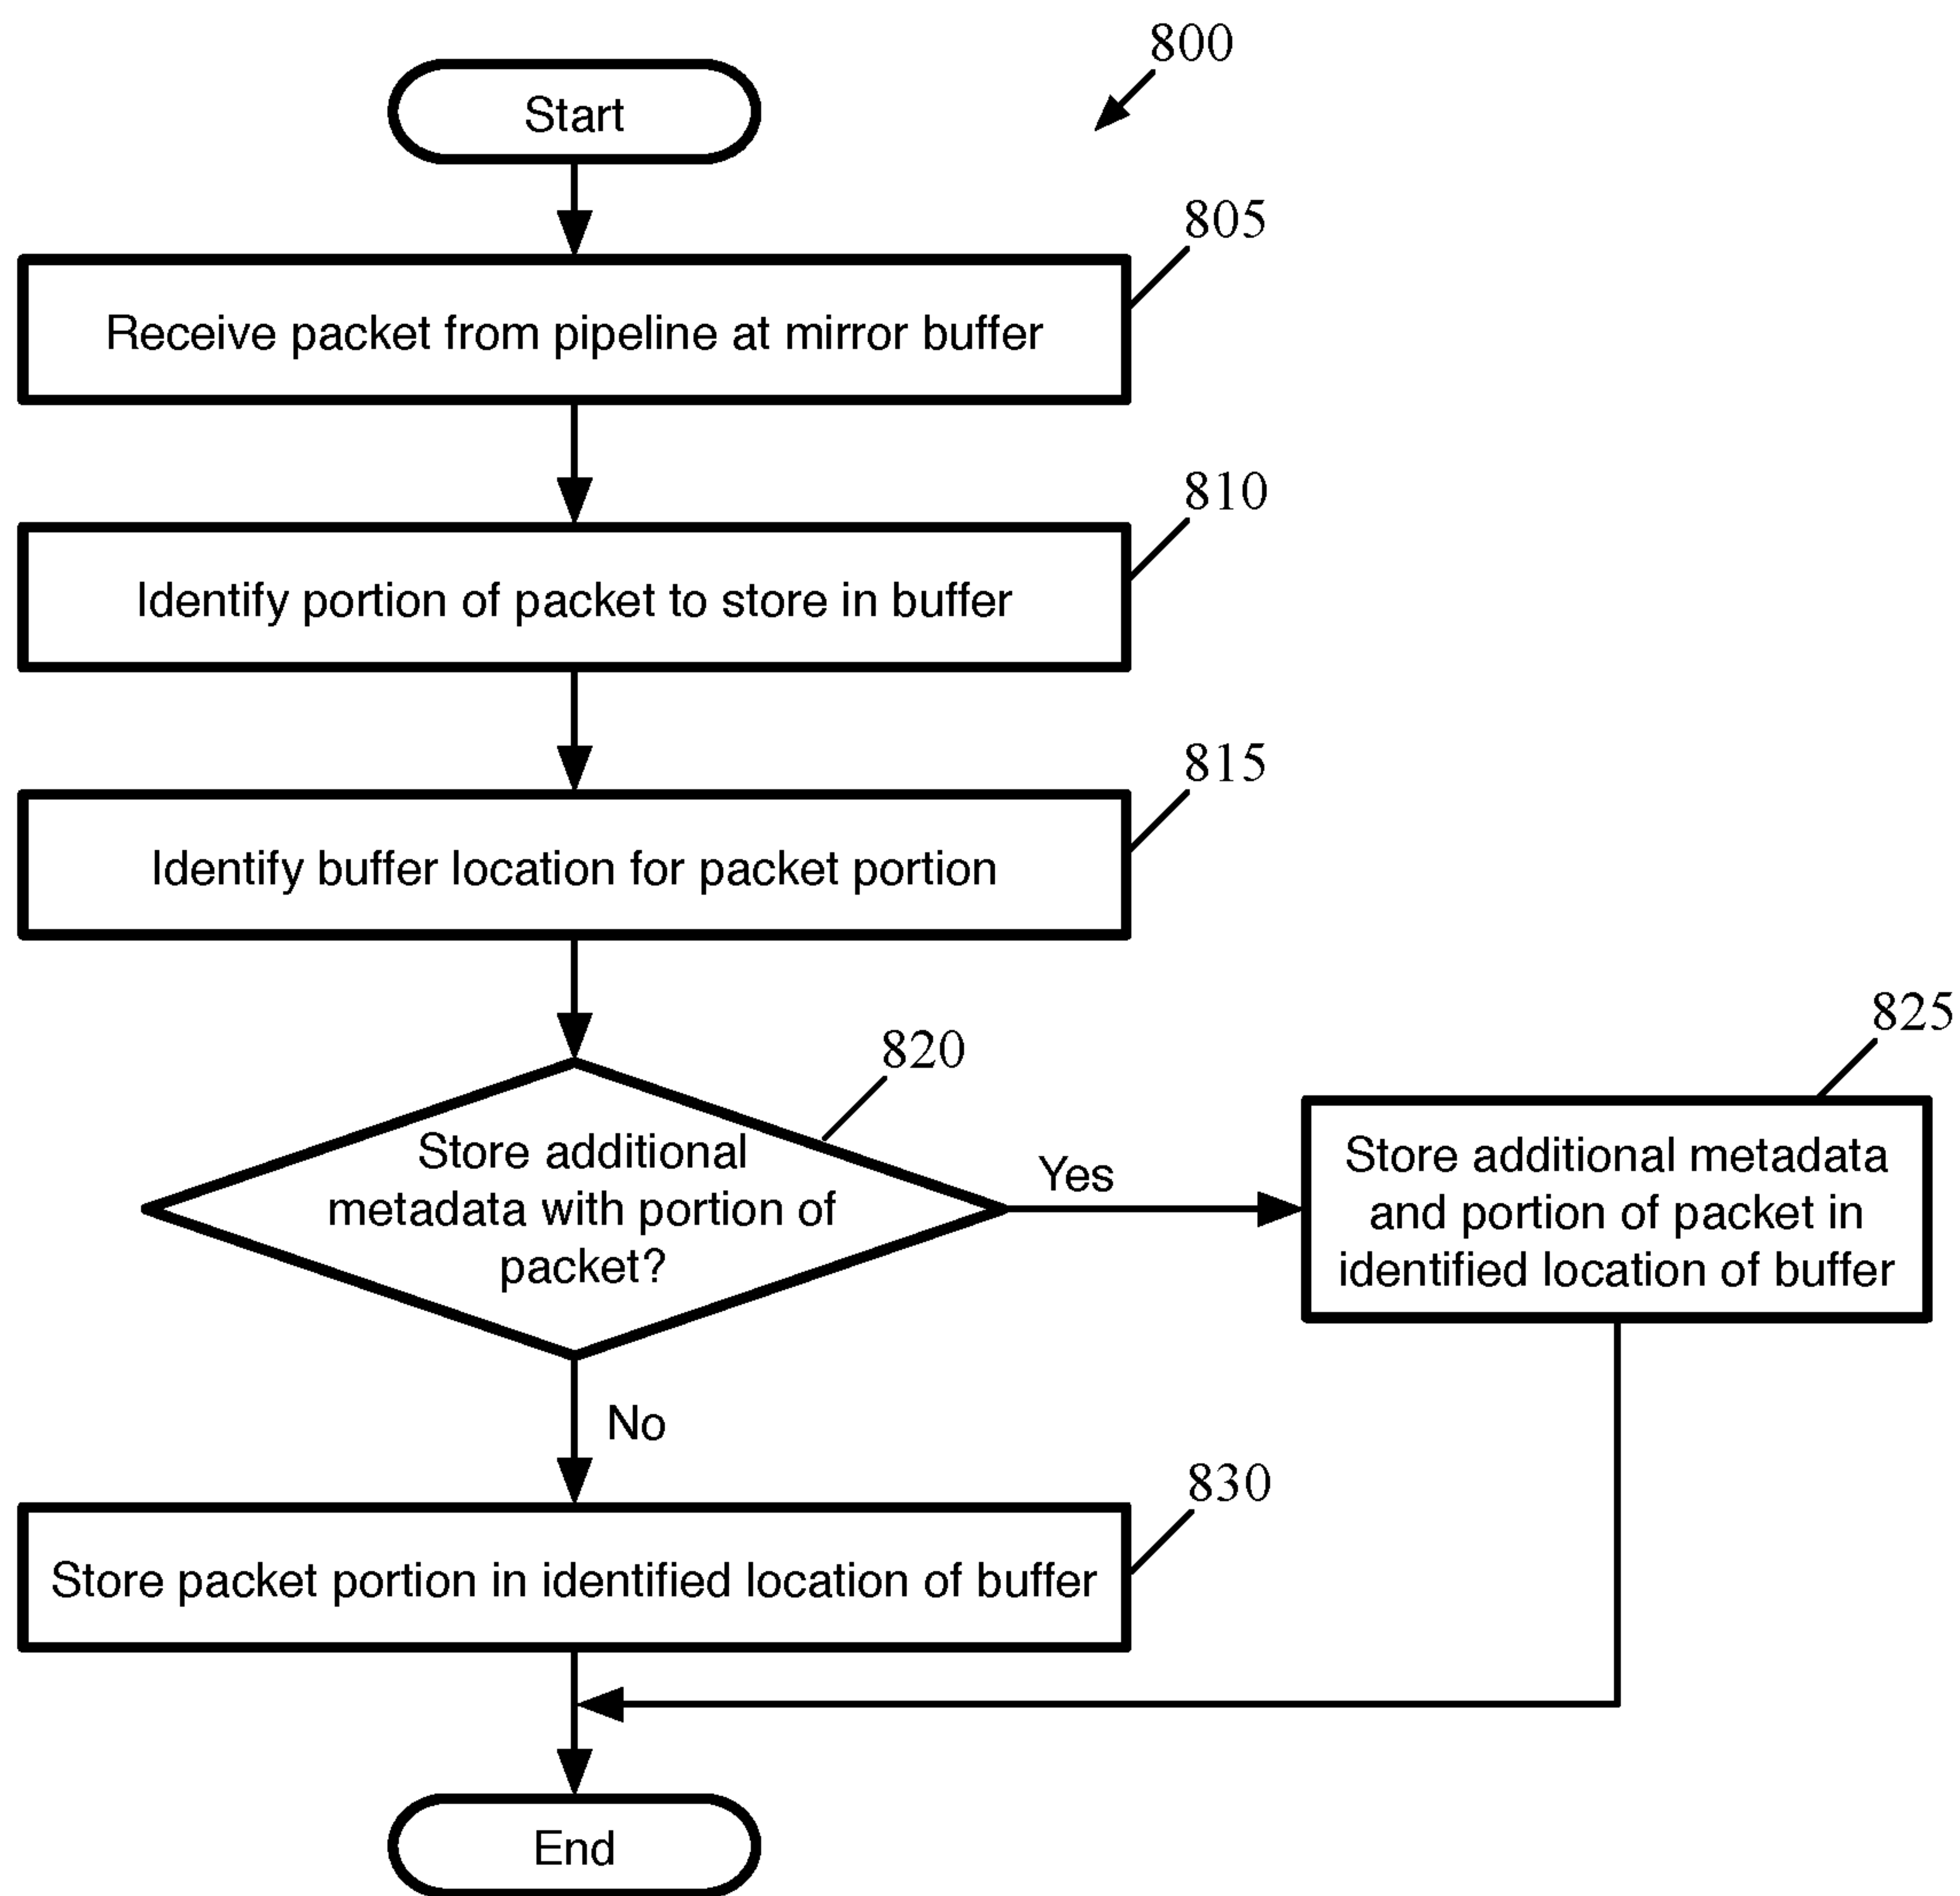 800
Start
805
Receive packet from pipeline at mirror buffer
810
Identify portion of packet to store in buffer
815
Identify buffer location for packet portion
820
Store additional
metadata with portion of
packet?
Yes
825
Store additional metadata
and portion of packet in
identified location of buffer
No
830
Store packet portion in identified location of buffer
End